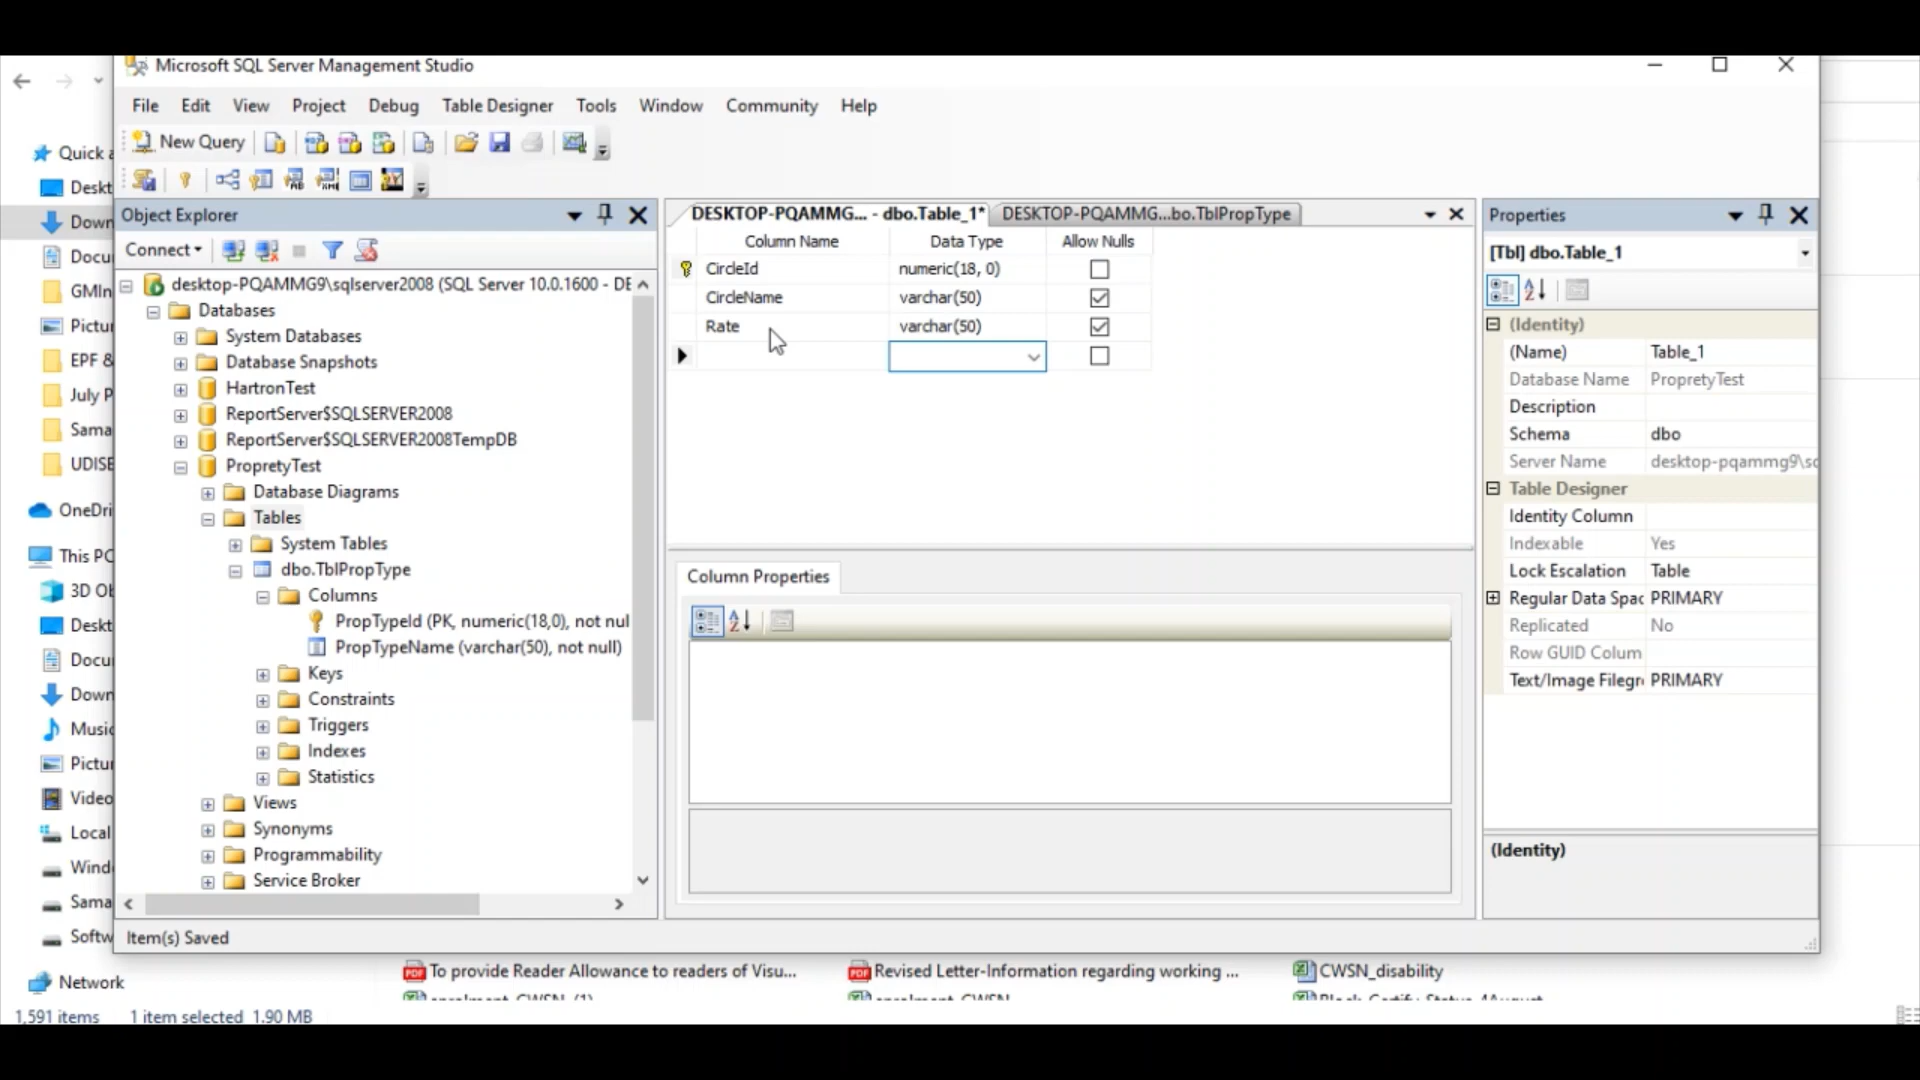 Microsoft SQL Server Management Studio
File Edit View Project Debug Table Designer Tools Window Community Help
New Query
Object Explorer
Connect
desktop-PQAMMG9\sqlserver2008 (SQL Server 10.0.1600 - DE
Databases
System Databases
Database Snapshots
HartronTest
ReportServer$SQLSERVER2008
ReportServer$SQLSERVER2008TempDB
PropretyTest
Database Diagrams
Tables
System Tables
dbo.TblPropType
Columns
PropTypeId (PK, numeric(18,0), not nul
PropTypeName (varchar(50), not null)
Keys
Constraints
Triggers
Indexes
Statistics
Views
Synonyms
Programmability
Service Broker
Item(s) Saved
DESKTOP-PQAMMG... - dbo.Table_1* DESKTOP-PQAMMG...bo.TblPropType
Column Name Data Type Allow Nulls
CircleId numeric(18, 0)
CircleName varchar(50)
Rate varchar(50)
Column Properties
Properties
[Tbl] dbo.Table_1
(Identity)
(Name) Table_1
Database Name PropretyTest
Description
Schema dbo
Server Name desktop-pqammg9\sq
Table Designer
Identity Column
Indexable Yes
Lock Escalation Table
Regular Data Spac PRIMARY
Replicated No
Row GUID Colum
Text/Image Filegr PRIMARY
(Identity)
Quick a
Deskt
Down
Docu
GMIn
Pictu
EPF &
July P
Sama
UDISE
OneDri
This PC
3D Ob
Deskt
Docu
Down
Music
Pictu
Video
Local
Wind
Sama
Softw
Network
To provide Reader Allowance to readers of Visu... Revised Letter-Information regarding working ... CWSN_disability
1,591 items 1 item selected 1.90 MB